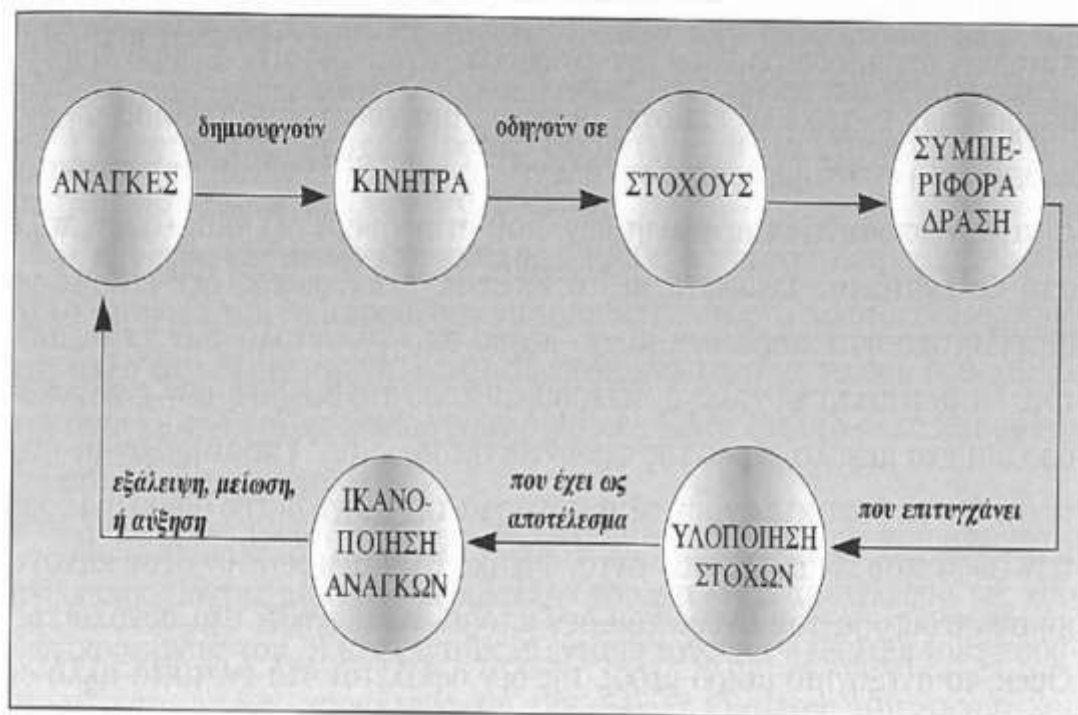 ΑΝΑΓΚΕΣ
δημιουργούν
ΚΙΝΗΤΡΑ
οδηγούν σε
ΣΤΟΧΟΥΣ
ΣΥΜΠΕ-
ΡΙΦΟΡΑ
ΔΡΑΣΗ
που επιτυγχάνει
ΥΛΟΠΟΙΗΣΗ
ΣΤΟΧΩΝ
που έχει ως
αποτέλεσμα
ΙΚΑΝΟ-
ΠΟΙΗΣΗ
ΑΝΑΓΚΩΝ
εξάλειψη, μείωση,
ή αύξηση